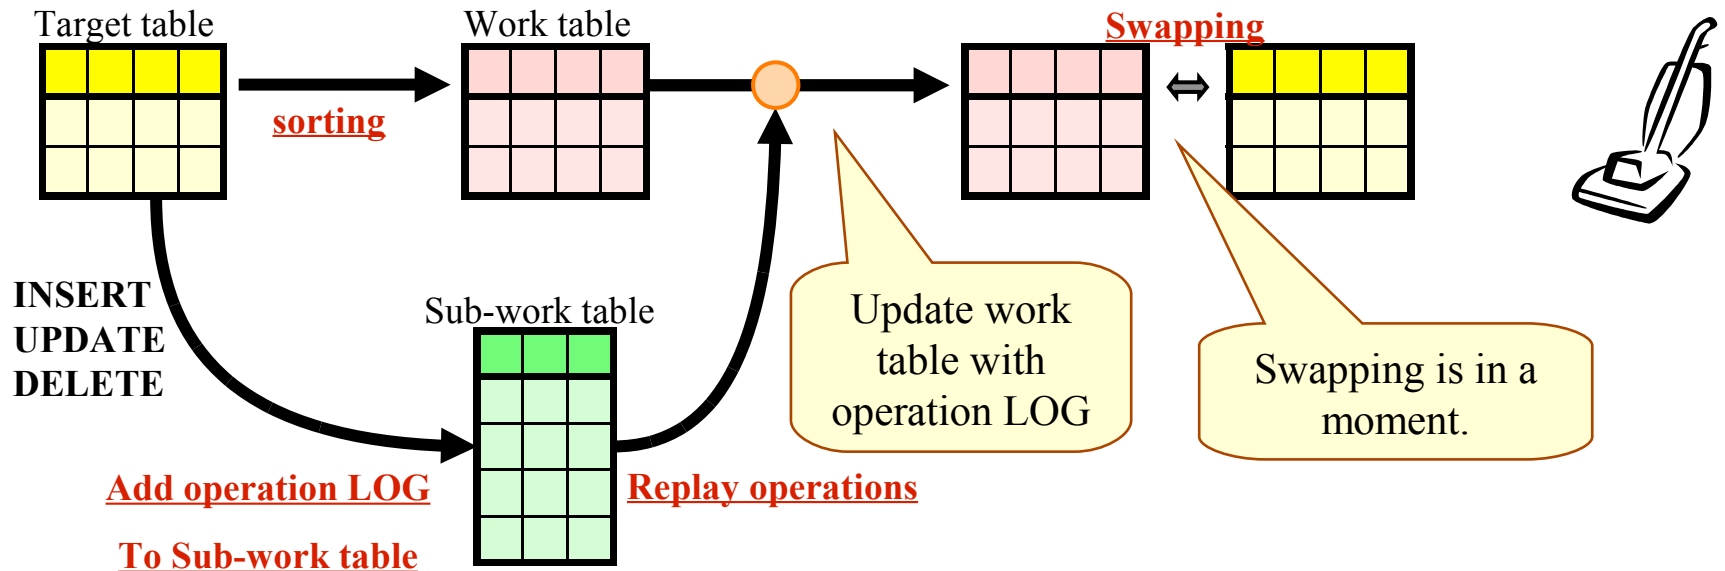 Target table
Work table
Swapping
sorting
INSERT
UPDATE
DELETE
Sub-work table
Update work
table with
operation LOG
Swapping is in a
moment.
Add operation LOG
To Sub-work table
Replay operations